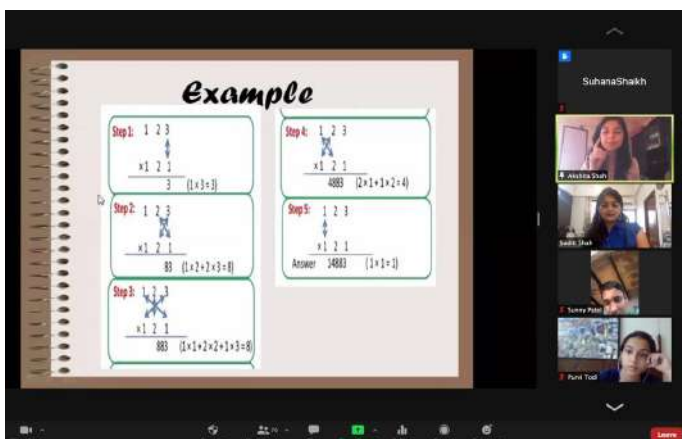 Example
Step 1: 1 2 3
×1 2 1
3 (1×3=3)
Step 2: 1 2 3
×1 2 1
83 (1×2+2×3=8)
Step 3: 1 2 3
×1 2 1
883 (1×1+2×2+1×3=8)
Step 4: 1 2 3
×1 2 1
4883 (2×1+1×2=4)
Step 5: 1 2 3
×1 2 1
Answer 14883 (1×1=1)
SuhanaShaikh
Akshita Shah
Shah
Sunny Patel
Purvi Todi
Leave